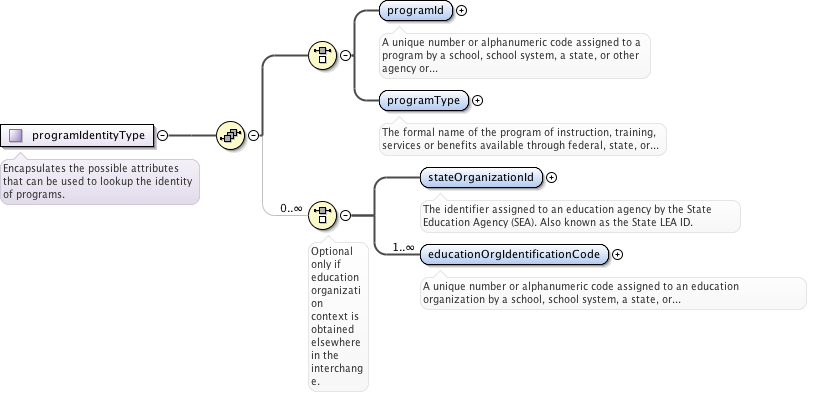 programId
A unique number or alphanumeric code assigned to a
program by a school, school system, a state, or other
agency or...
programType
The formal name of the program of instruction, training,
services or benefits available through federal, state, or...
programIdentityType
Encapsulates the possible attributes
that can be used to lookup the identity
of programs.
0..∞
Optional
only if
education
organizati
on
context is
obtained
elsewhere
in the
interchang
e.
stateOrganizationId
The identifier assigned to an education agency by the State
Education Agency (SEA). Also known as the State LEA ID.
1..∞
educationOrgIdentificationCode
A unique number or alphanumeric code assigned to an education
organization by a school, school system, a state, or...